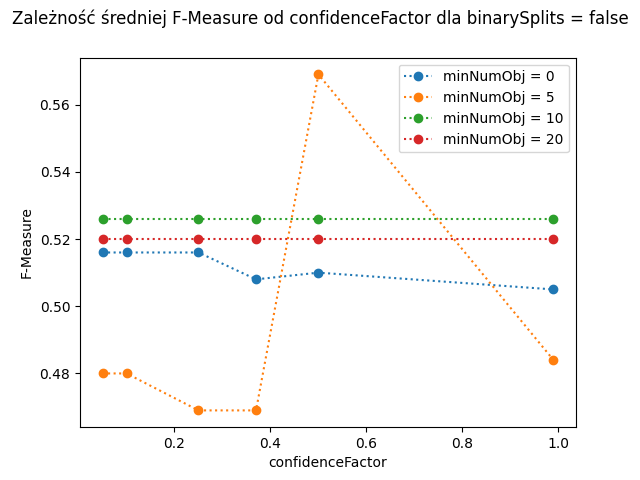 Zależność średniej F-Measure od confidenceFactor dla binarySplits = false
minNumObj = 0
minNumObj = 5
minNumObj = 10
minNumObj = 20
0.56
0.54
0.52
0.50
0.48
F-Measure
0.2
0.4
0.6
0.8
1.0
confidenceFactor